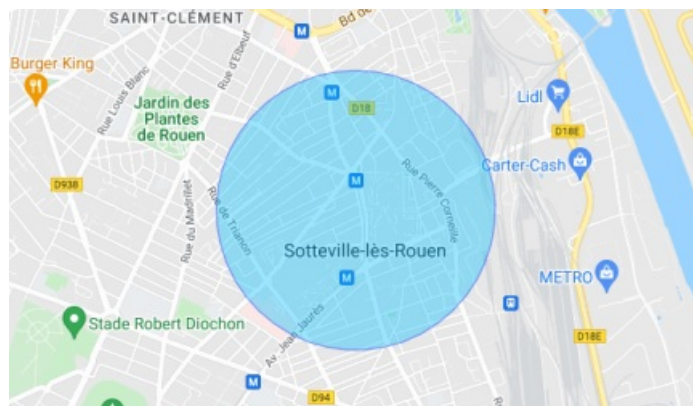 SAINT-CLÉMENT
M
Bd de
Burger King
Rue d'Elbeuf
Rue Louis Blanc
M
D18
Lidl
Jardin des
Plantes
de Rouen
D18E
Carter-Cash
Rue Pierre Corneille
M
D938
Rue du Madrillet
Rue de Trianon
Sotteville-lès-Rouen
M
METRO
Stade Robert Diochon
Av. Jean Jaurès
D18E
M
D94